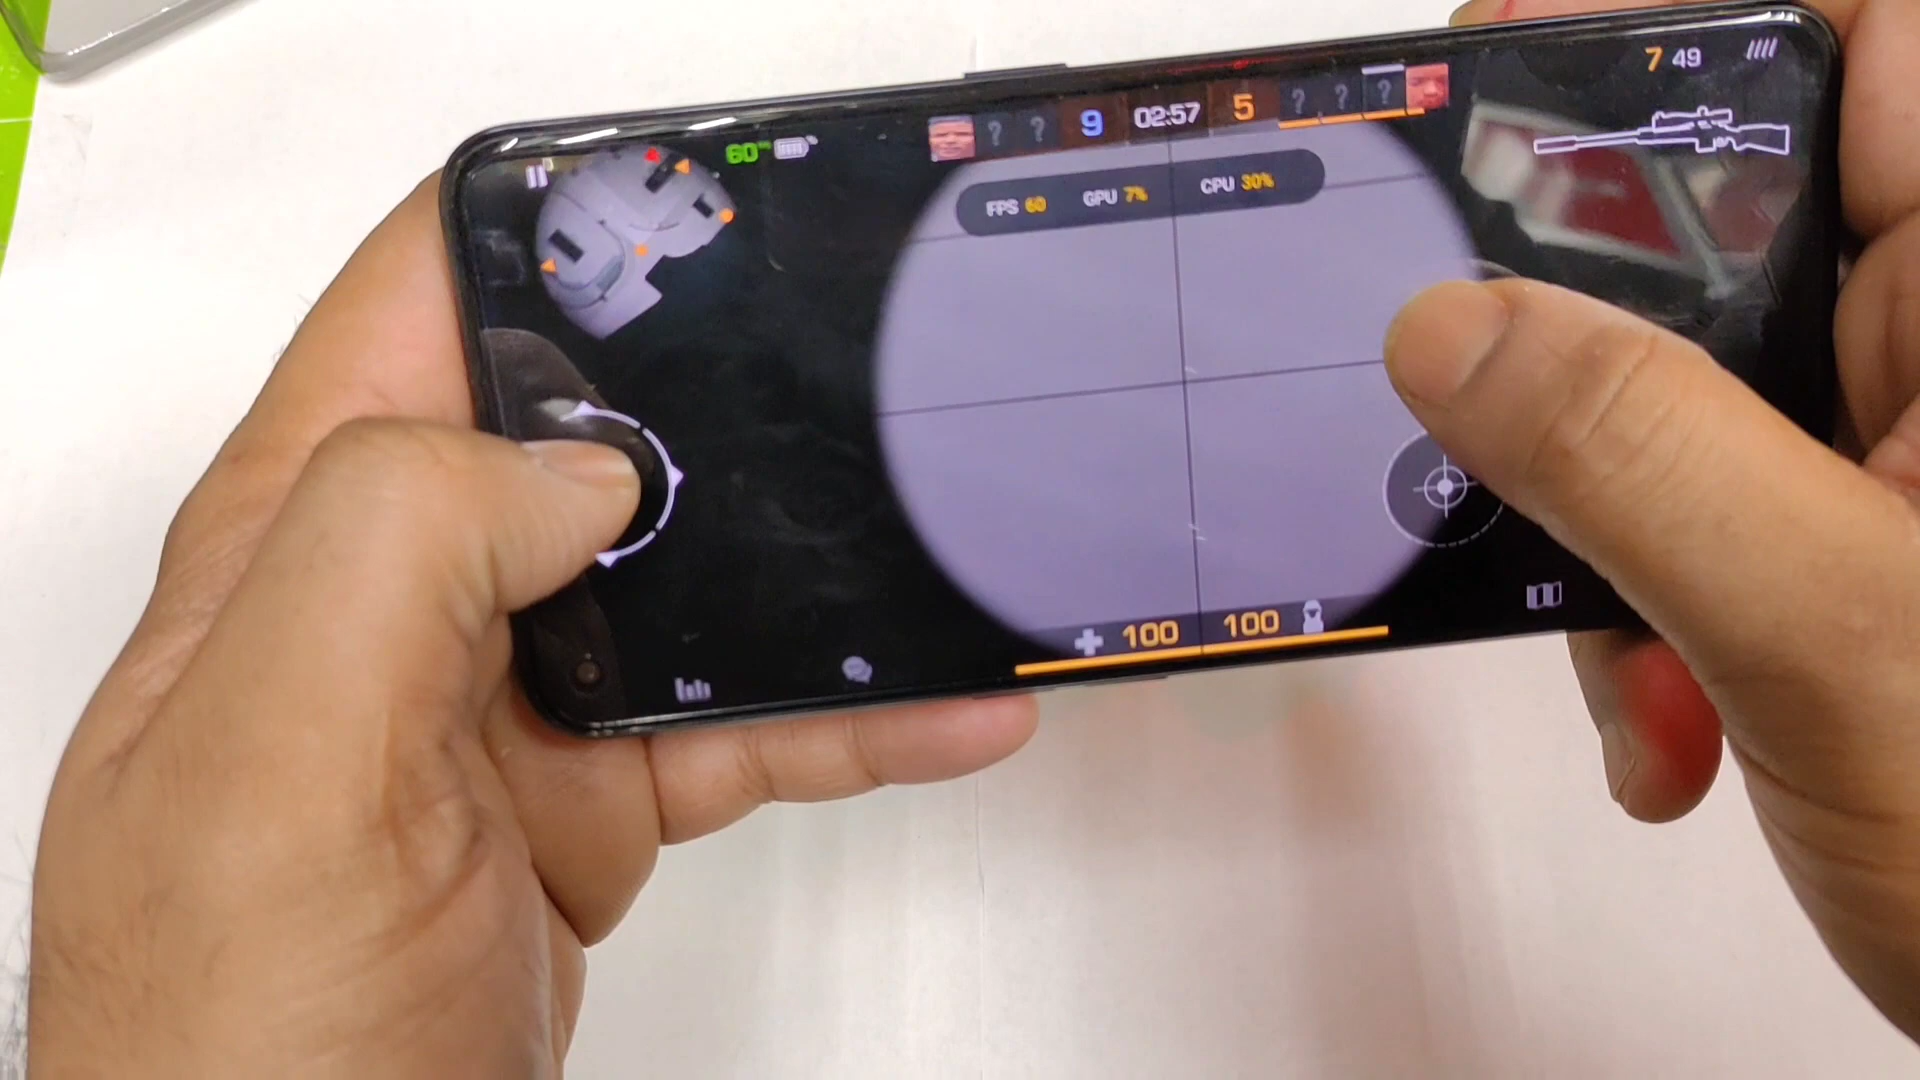 7 49
? ? 9 02:57 5 ? ? ?
60
FPS 60 GPU 7% CPU 30%
100 100